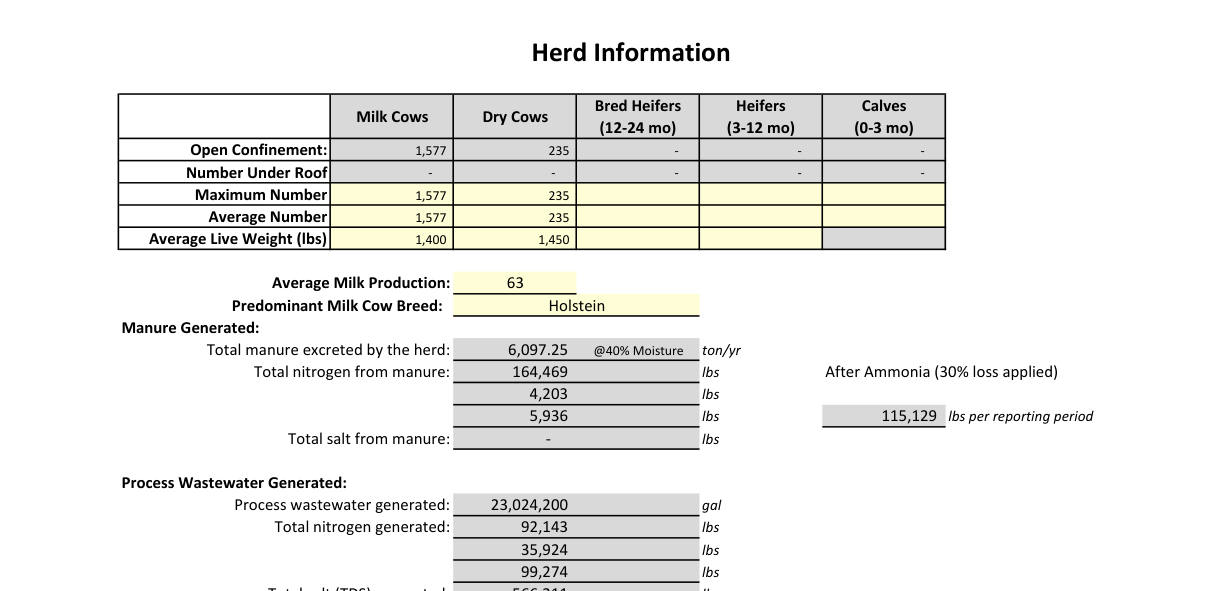 Herd Information
Milk Cows Dry Cows Bred Heifers (12-24 mo) Heifers (3-12 mo) Calves (0-3 mo)
Open Confinement: 1,577 235 - - -
Number Under Roof - - - - -
Maximum Number 1,577 235
Average Number 1,577 235
Average Live Weight (lbs) 1,400 1,450
Average Milk Production: 63
Predominant Milk Cow Breed: Holstein
Manure Generated:
Total manure excreted by the herd: 6,097.25 @40% Moisture ton/yr
Total nitrogen from manure: 164,469 lbs After Ammonia (30% loss applied)
4,203 lbs
5,936 lbs 115,129 lbs per reporting period
Total salt from manure: - lbs
Process Wastewater Generated:
Process wastewater generated: 23,024,200 gal
Total nitrogen generated: 92,143 lbs
35,924 lbs
99,274 lbs